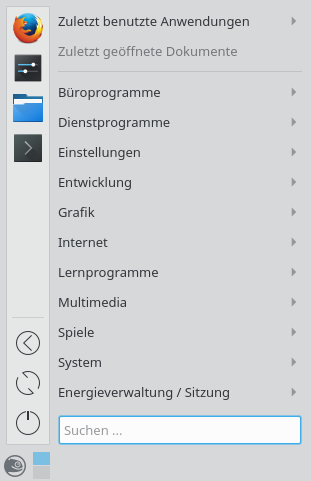 Zuletzt benutzte Anwendungen
Zuletzt geöffnete Dokumente
Büroprogramme
Dienstprogramme
Einstellungen
Entwicklung
Grafik
Internet
Lernprogramme
Multimedia
Spiele
System
Energieverwaltung / Sitzung
Suchen ...